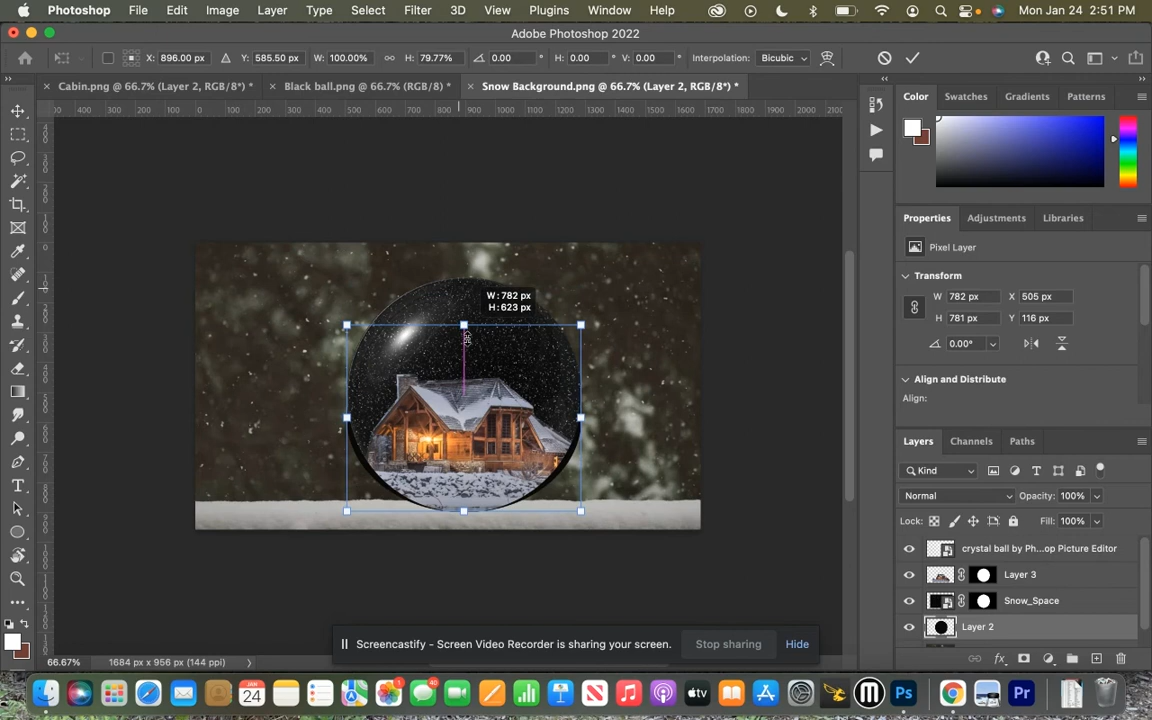 Photoshop File Edit Image Layer Type Select Filter 3D View Plugins Window Help Mon Jan 24 2:51 PM
Adobe Photoshop 2022
X: 896.00 px Y: 585.50 px W: 100.00% H: 79.77% 0.00 ° H: 0.00 ° V: 0.00 ° Interpolation: Bicubic
Cabin.png @ 66.7% (Layer 2, RGB/8*) * Black ball.png @ 66.7% (RGB/8) * Snow Background.png @ 66.7% (Layer 2, RGB/8*) *
Color Swatches Gradients Patterns
Properties Adjustments Libraries
Pixel Layer
Transform
W 782 px X 505 px
H 781 px Y 116 px
0.00°
Align and Distribute
Align:
W: 782 px
H: 623 px
Layers Channels Paths
Kind
Normal Opacity: 100%
Lock: Fill: 100%
crystal ball by Ph...op Picture Editor
Layer 3
Snow_Space
Layer 2
Screencastify - Screen Video Recorder is sharing your screen. Stop sharing Hide
66.67% 1684 px x 956 px (144 ppi)